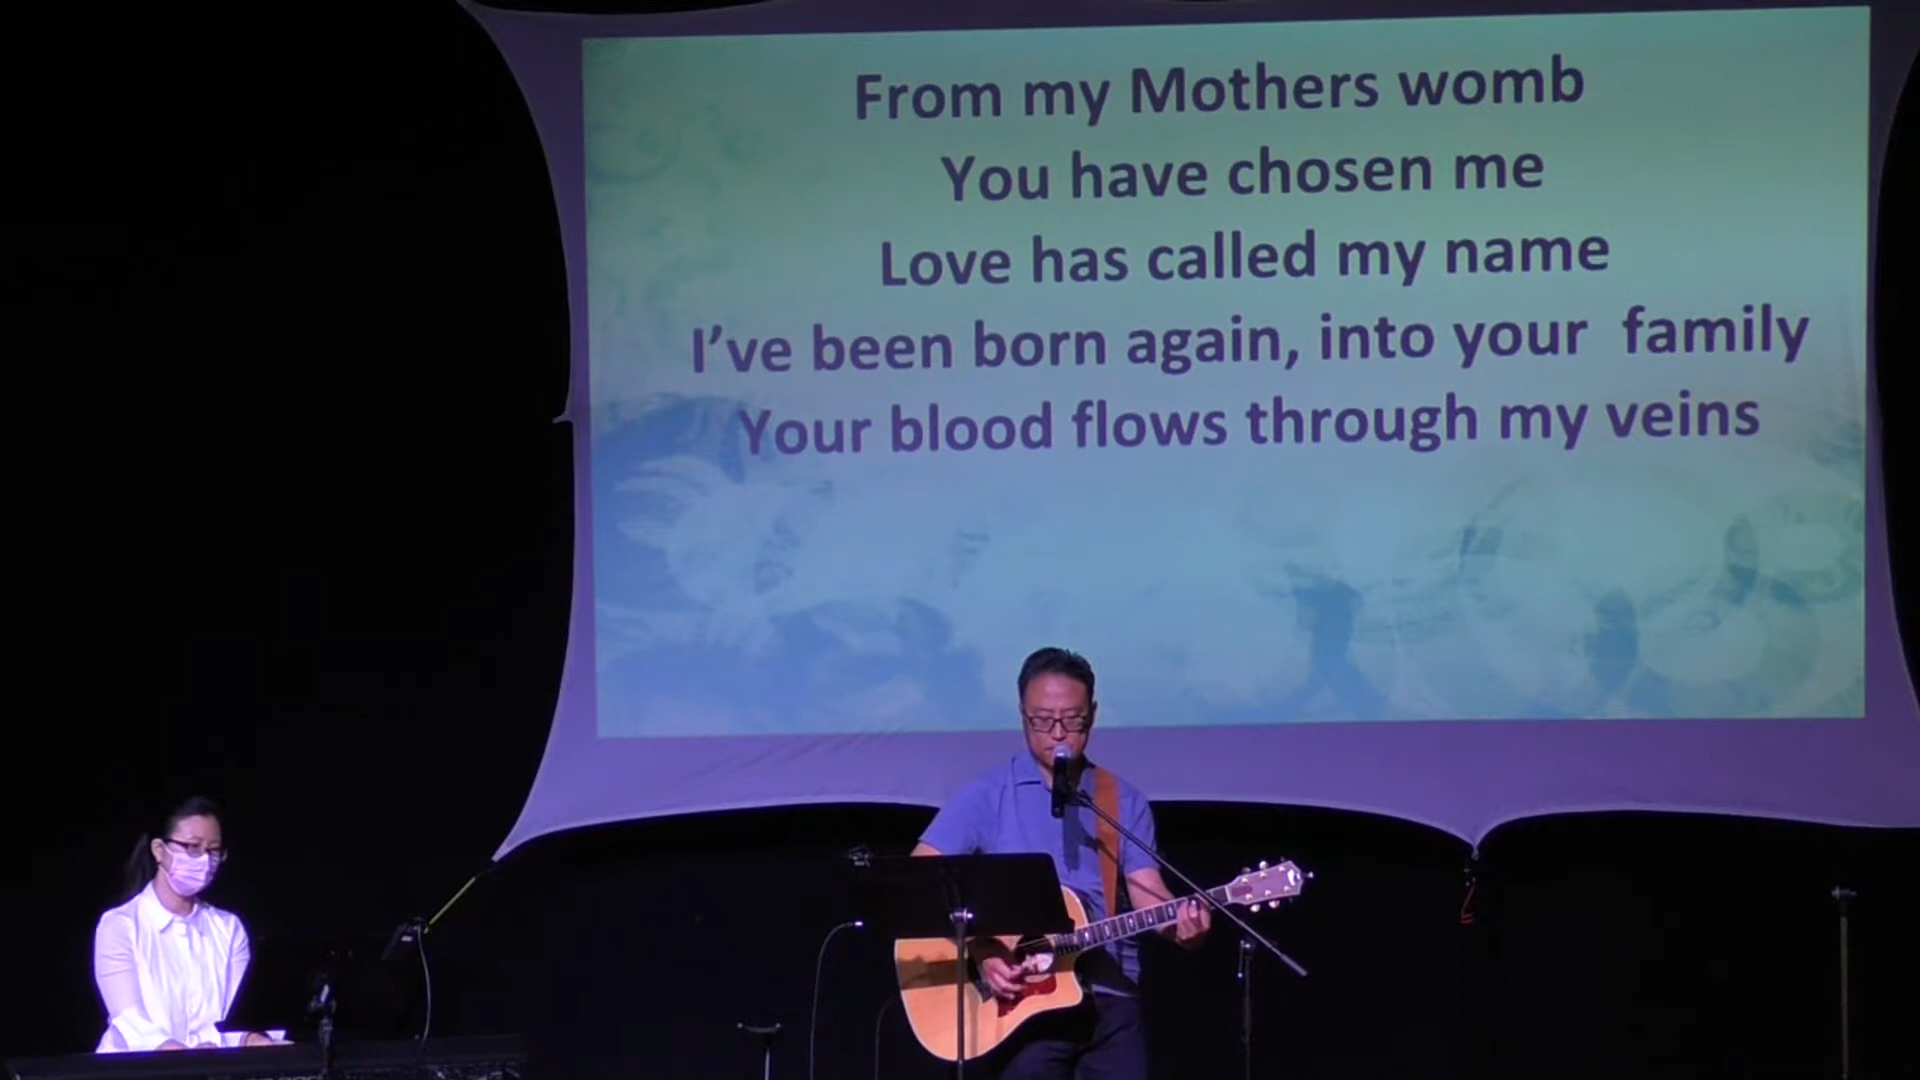 From my Mothers womb
You have chosen me
Love has called my name
I’ve been born again, into your family
Your blood flows through my veins